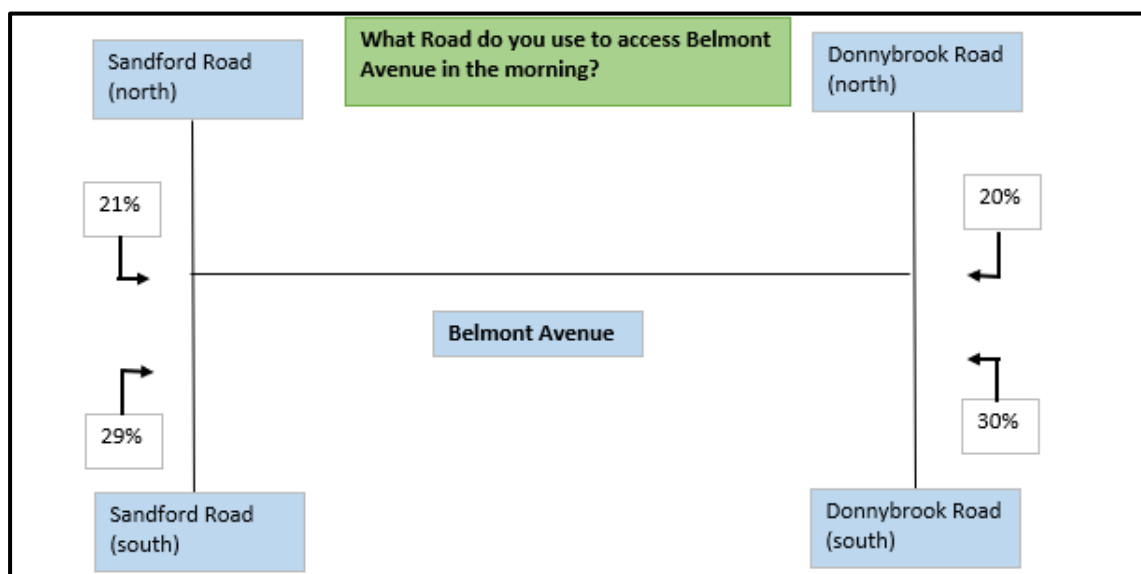 What Road do you use to access Belmont
Avenue in the morning?
Sandford Road
(north)
Donnybrook Road
(north)
21%
20%
Belmont Avenue
29%
30%
Sandford Road
(south)
Donnybrook Road
(south)